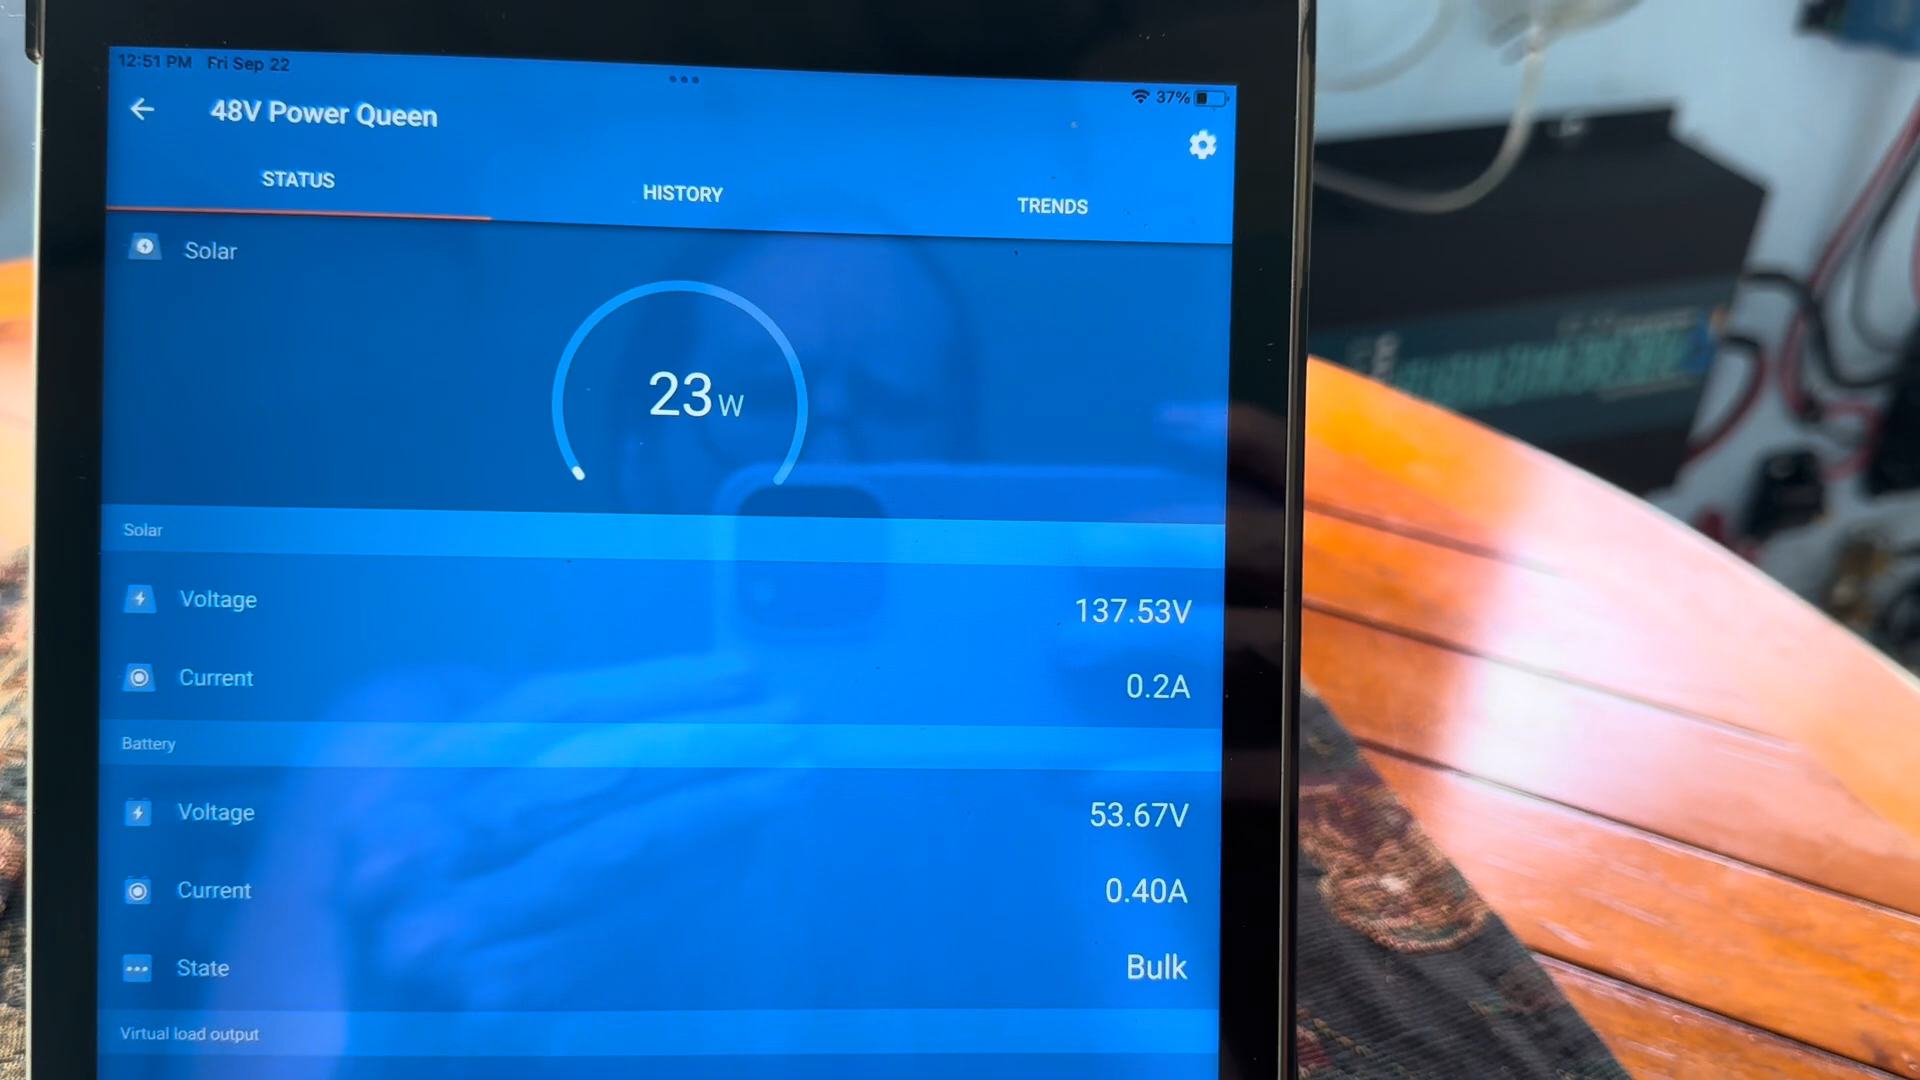 12:51 PM Fri Sep 22
37%
48V Power Queen
STATUS
HISTORY
TRENDS
Solar
23W
Solar
Voltage
137.53V
Current
0.2A
Battery
Voltage
53.67V
Current
0.40A
State
Bulk
Virtual load output